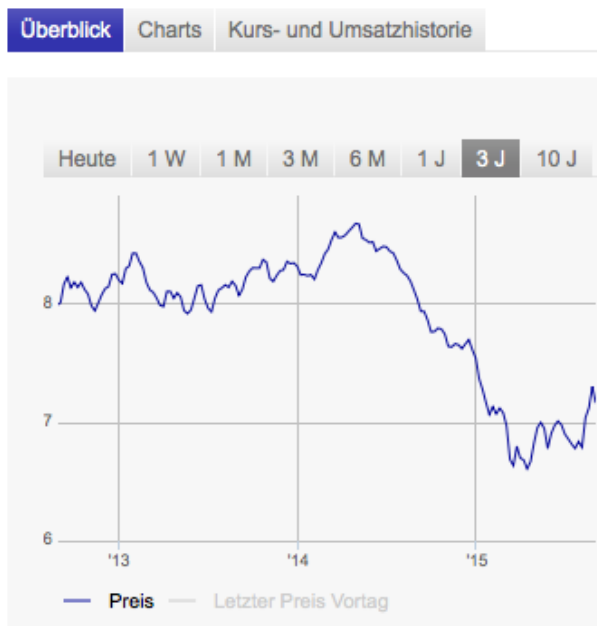 Überblick Charts Kurs- und Umsatzhistorie
Heute 1 W 1 M 3 M 6 M 1 J 3 J 10 J
8
7
6
'13 '14 '15
Preis Letzter Preis Vortag